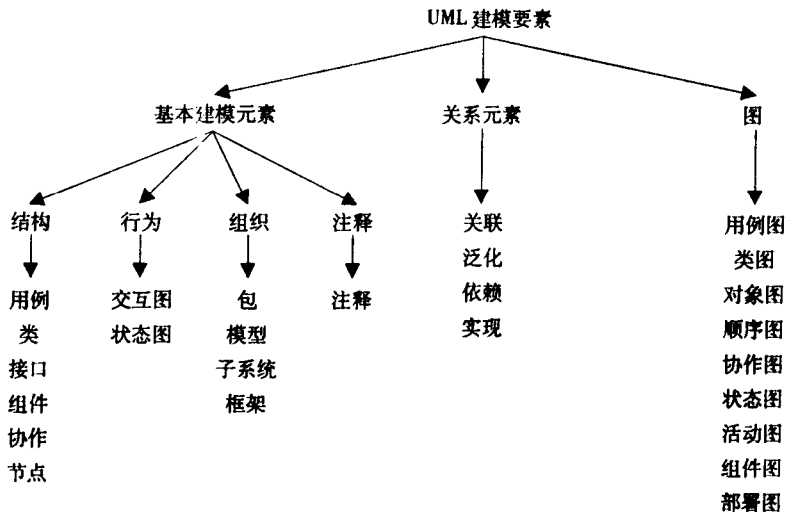 UML 建模要素
基本建模元素 关系元素 图
结构 行为 组织 注释 关联 用例图
泛化 类图
用例 交互图 包 注释 依赖 对象图
类 状态图 模型 实现 顺序图
接口 子系统 协作图
组件 框架 状态图
协作 活动图
节点 组件图
部署图